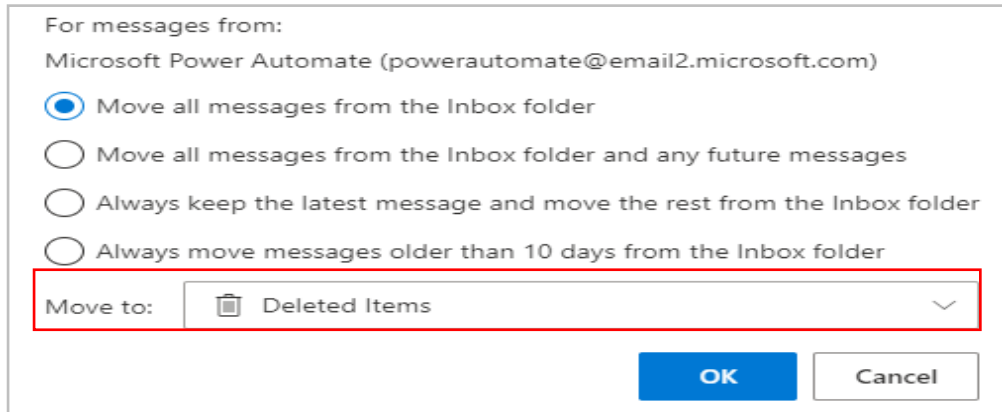 For messages from:
Microsoft Power Automate (powerautomate@email2.microsoft.com)
Move all messages from the Inbox folder
Move all messages from the Inbox folder and any future messages
Always keep the latest message and move the rest from the Inbox folder
Always move messages older than 10 days from the Inbox folder
Move to: Deleted Items
OK Cancel